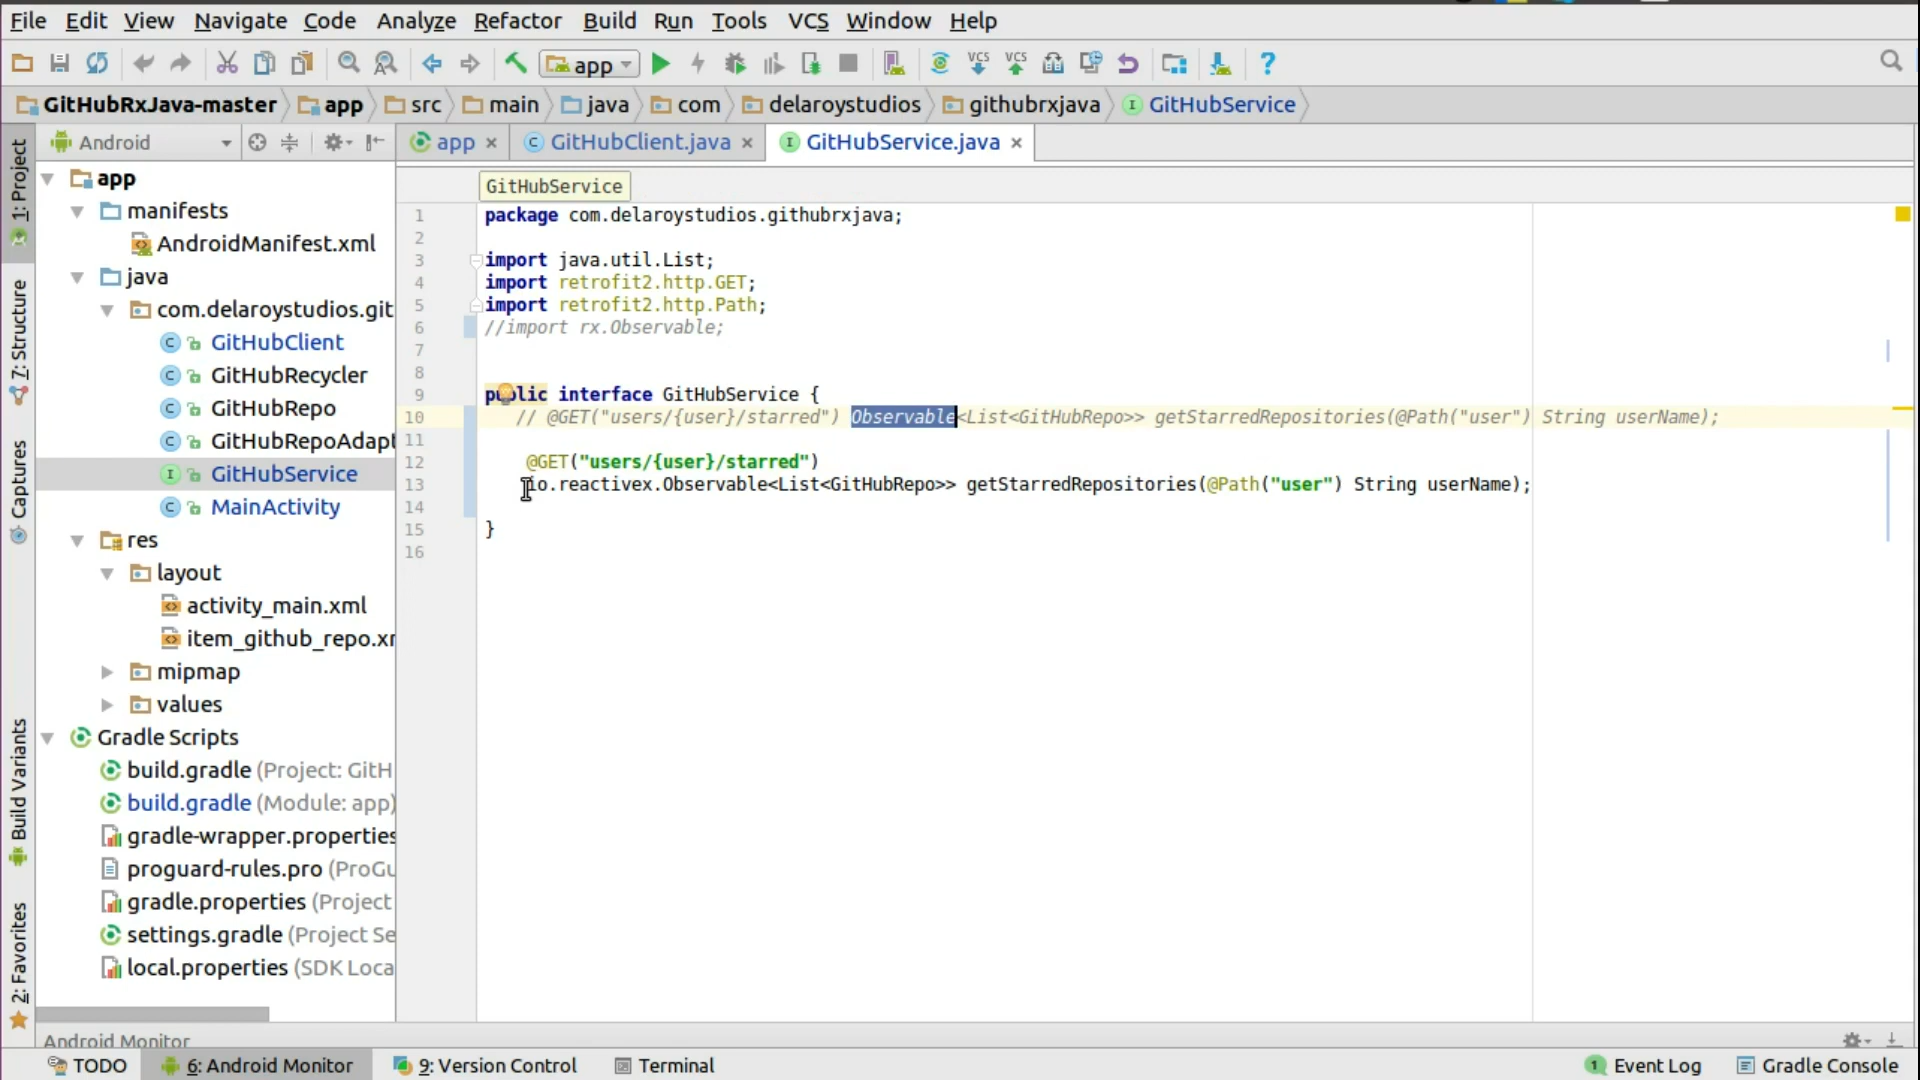 File Edit View Navigate Code Analyze Refactor Build Run Tools VCS Window Help
app VCS VCS ?
GitHubRxJava-master app src main java com delaroystudios githubrxjava I GitHubService
1: Project
7: Structure
Captures
Build Variants
2: Favorites
Android
app
manifests
AndroidManifest.xml
java
com.delaroystudios.git
C GitHubClient
C GitHubRecycler
C GitHubRepo
C GitHubRepoAdapt
I GitHubService
C MainActivity
res
layout
activity_main.xml
item_github_repo.xm
mipmap
values
Gradle Scripts
build.gradle (Project: GitH
build.gradle (Module: app)
gradle-wrapper.properties
proguard-rules.pro (ProGu
gradle.properties (Project
settings.gradle (Project Se
local.properties (SDK Loca
app C GitHubClient.java I GitHubService.java
GitHubService
1 package com.delaroystudios.githubrxjava;
2
3 import java.util.List;
4 import retrofit2.http.GET;
5 import retrofit2.http.Path;
6 //import rx.Observable;
7
8
9 public interface GitHubService {
10 // @GET("users/{user}/starred") Observable<List<GitHubRepo>> getStarredRepositories(@Path("user") String userName);
11
12 @GET("users/{user}/starred")
13 io.reactivex.Observable<List<GitHubRepo>> getStarredRepositories(@Path("user") String userName);
14
15 }
16
Android Monitor
TODO 6: Android Monitor 9: Version Control Terminal 1 Event Log Gradle Console